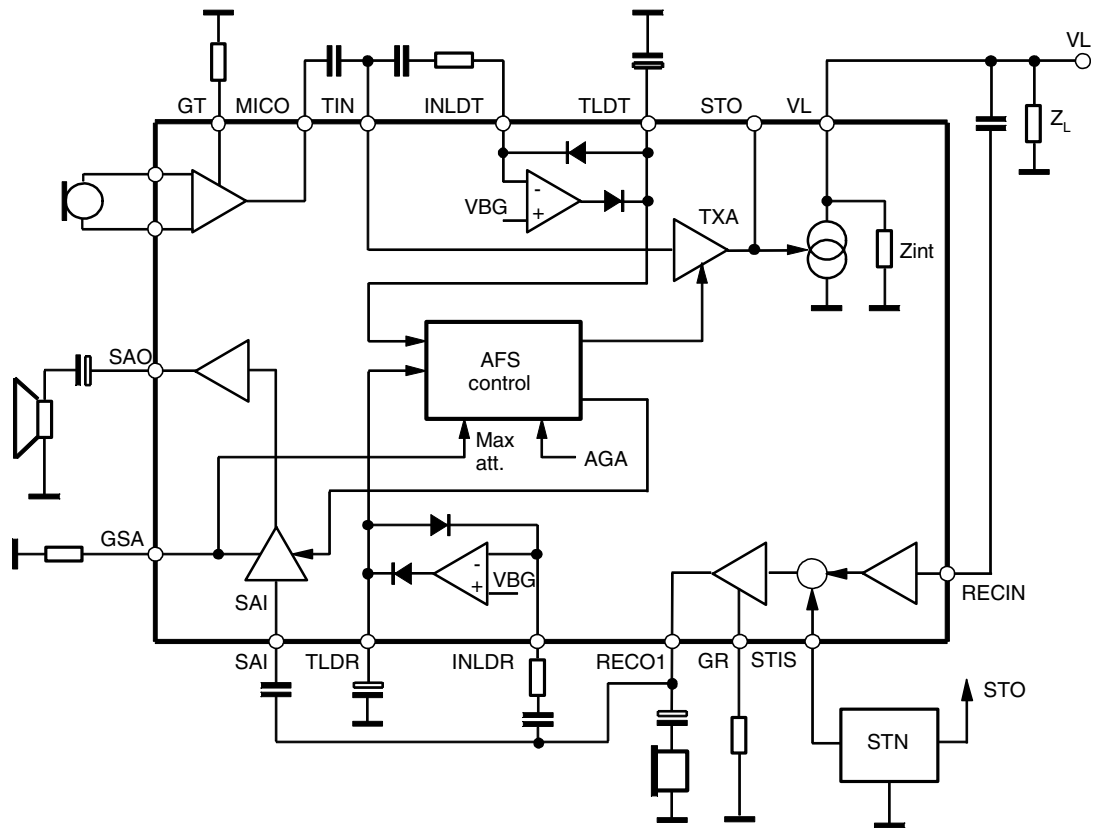 VL
GT
MICO
TIN
INLDT
TLDT
STO
VL
Z_L
VBG
-
+
TXA
Zint
SAO
AFS
control
Max
att.
AGA
GSA
-
+
VBG
SAI
RECIN
SAI
TLDR
INLDR
RECO1
GR
STIS
STO
STN